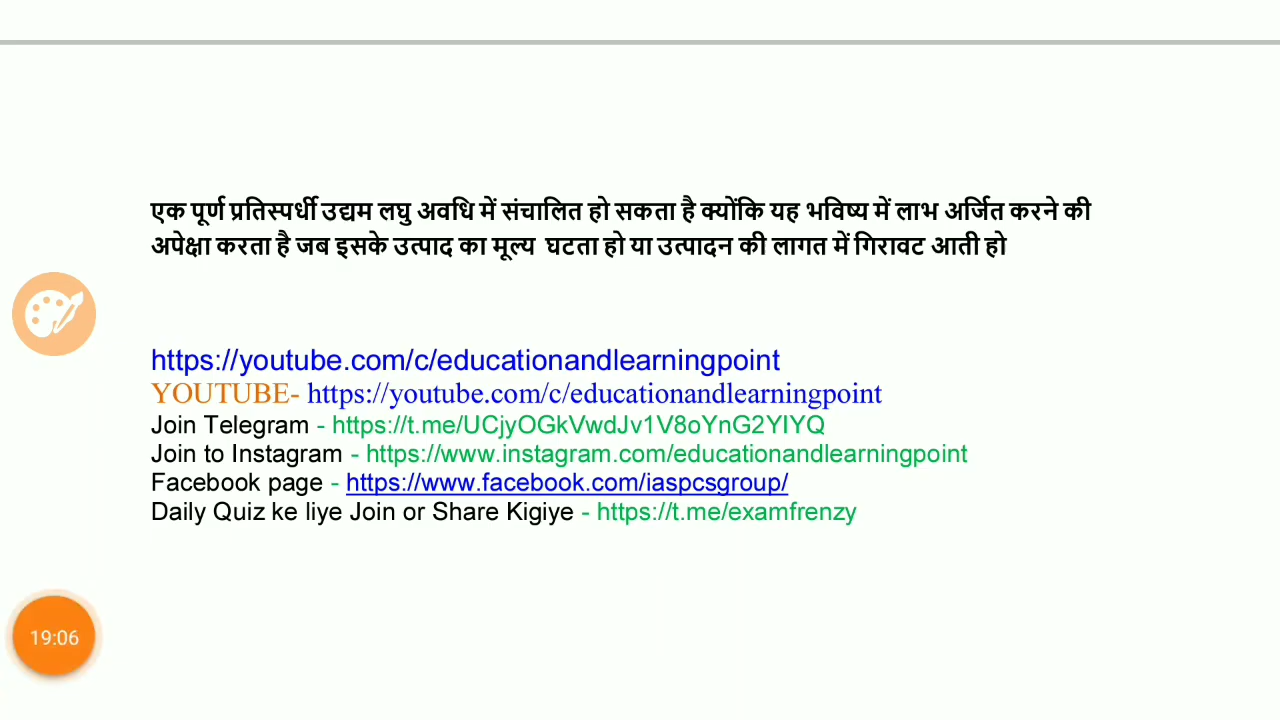 एक पूर्ण प्रतिस्पर्धी उद्यम लघु अवधि में संचालित हो सकता है क्योंकि यह भविष्य में लाभ अर्जित करने की
अपेक्षा करता है जब इसके उत्पाद का मूल्य घटता हो या उत्पादन की लागत में गिरावट आती हो
https://youtube.com/c/educationandlearningpoint
YOUTUBE- https://youtube.com/c/educationandlearningpoint
Join Telegram - https://t.me/UCjyOGkVwdJv1V8oYnG2YIYQ
Join to Instagram - https://www.instagram.com/educationandlearningpoint
Facebook page - https://www.facebook.com/iaspcsgroup/
Daily Quiz ke liye Join or Share Kigiye - https://t.me/examfrenzy
19:06